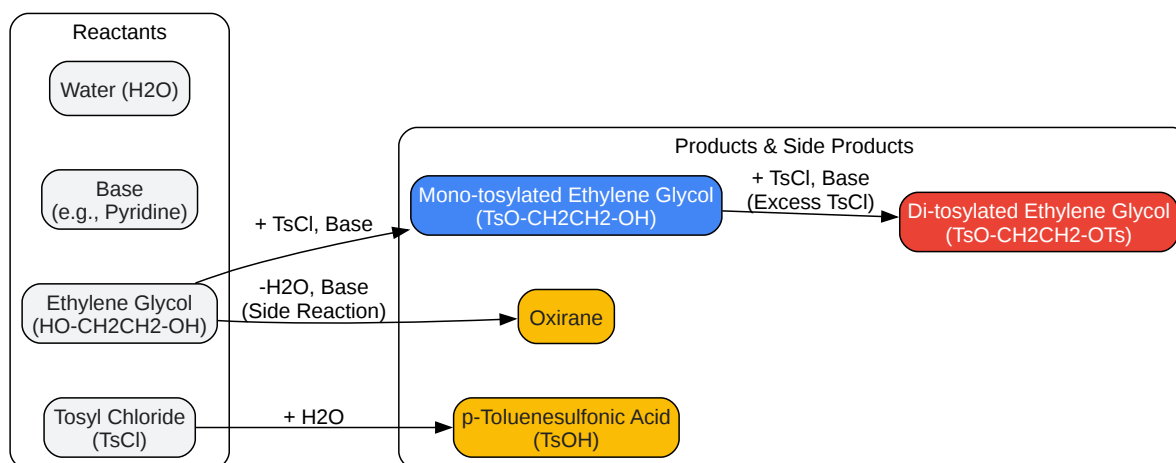 Reactants
Water (H2O)
Base
(e.g., Pyridine)
Ethylene Glycol
(HO-CH2CH2-OH)
Tosyl Chloride
(TsCl)
+ TsCl, Base
-H2O, Base
(Side Reaction)
+ H2O
Products & Side Products
Mono-tosylated Ethylene Glycol
(TsO-CH2CH2-OH)
+ TsCl, Base
(Excess TsCl)
Di-tosylated Ethylene Glycol
(TsO-CH2CH2-OTs)
Oxirane
p-Toluenesulfonic Acid
(TsOH)